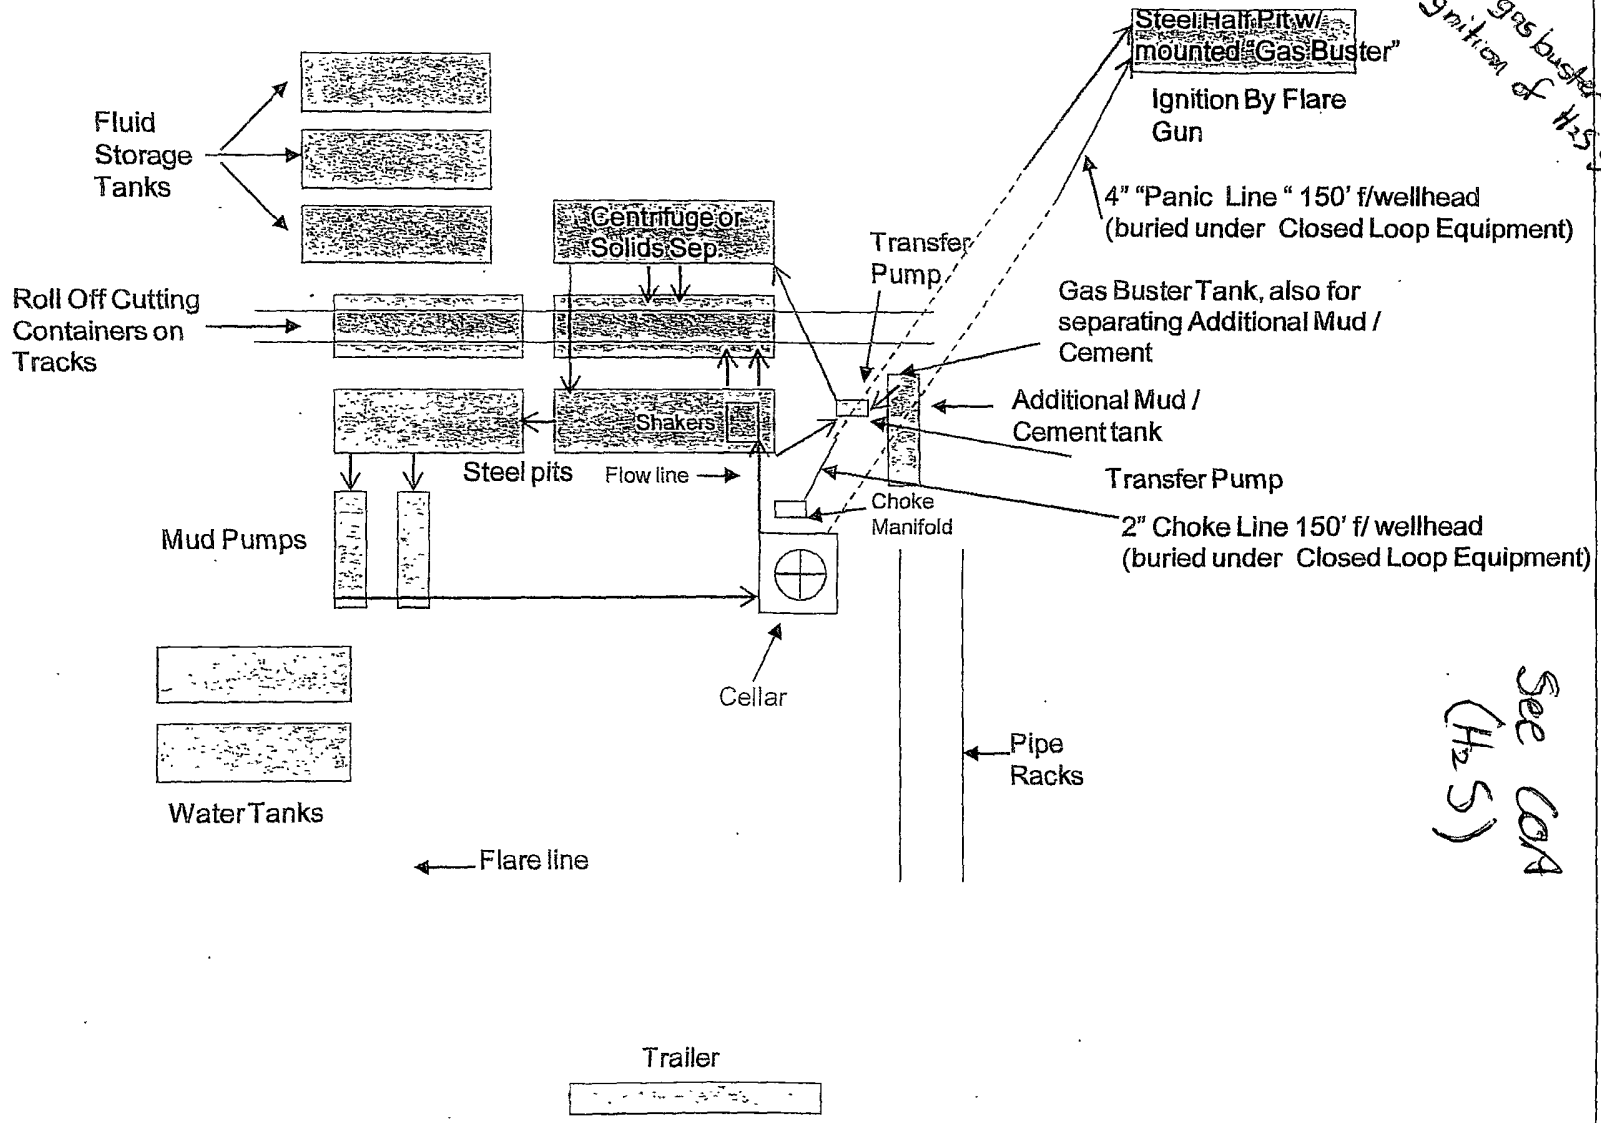 Steel Half Pit w/
mounted "Gas Buster"
gas buster
ignition of H2S
Ignition By Flare
Gun
Fluid
Storage
Tanks
4" "Panic Line " 150' f/wellhead
(buried under Closed Loop Equipment)
Centrifuge or
Solids Sep.
Transfer
Pump
Roll Off Cutting
Containers on
Tracks
Gas Buster Tank, also for
separating Additional Mud /
Cement
Additional Mud /
Cement tank
Shakers
Steel pits
Flow line
Transfer Pump
Choke
Manifold
2" Choke Line 150' f/ wellhead
(buried under Closed Loop Equipment)
Mud Pumps
Cellar
See COA
(H2S)
Pipe
Racks
Water Tanks
Flare line
Trailer